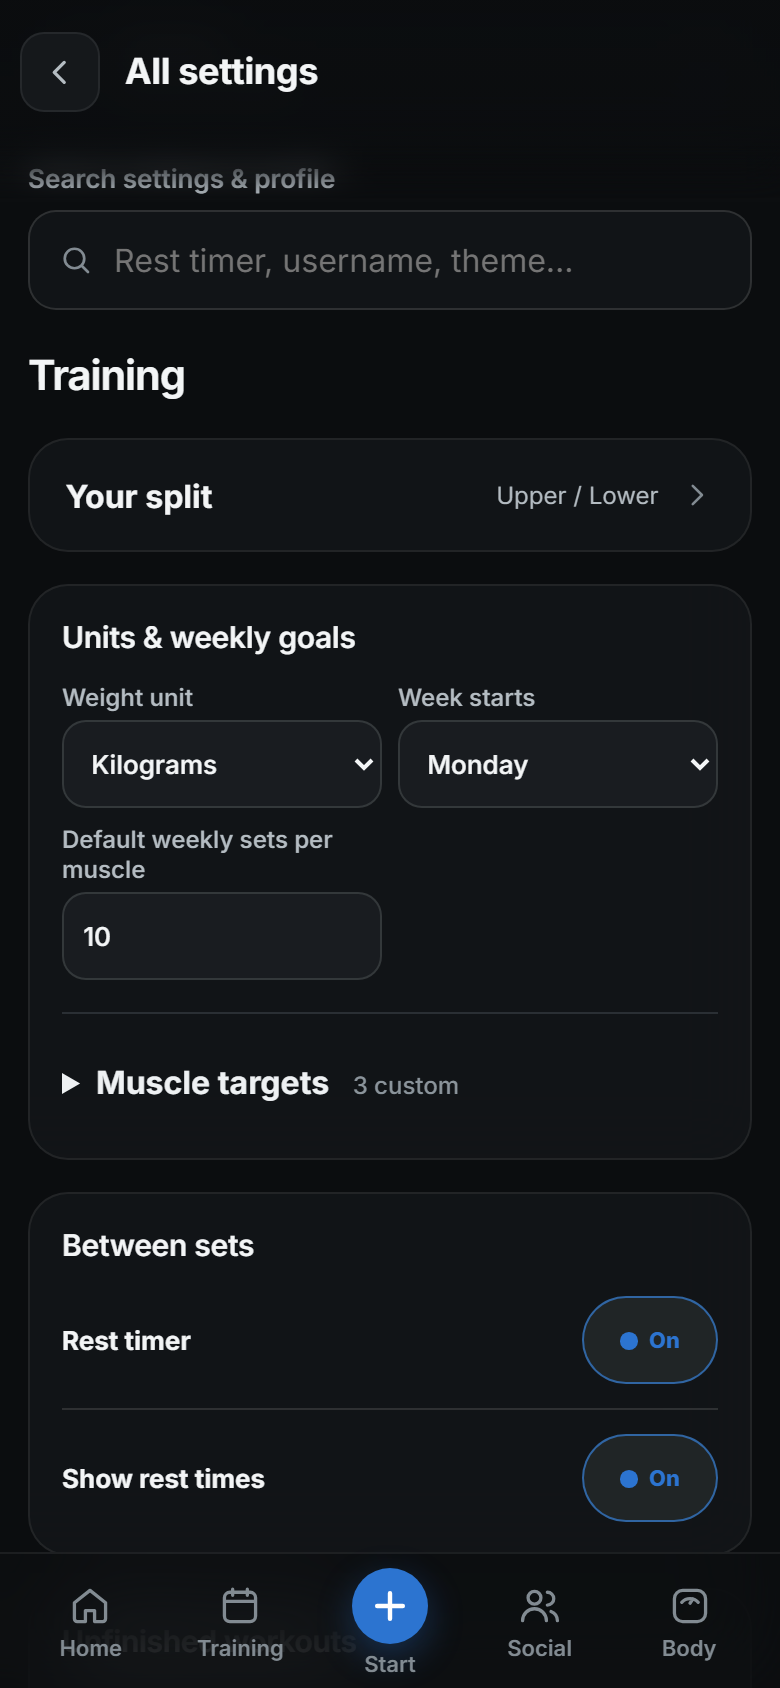 All settings
Search settings & profile
Rest timer, username, theme...
Training
Your split
Upper / Lower
Units & weekly goals
Weight unit
Week starts
Kilograms
Monday
Default weekly sets per
muscle
10
Muscle targets
3 custom
Between sets
Rest timer
On
Show rest times
On
Unfinished workouts
Home
Training
Start
Social
Body